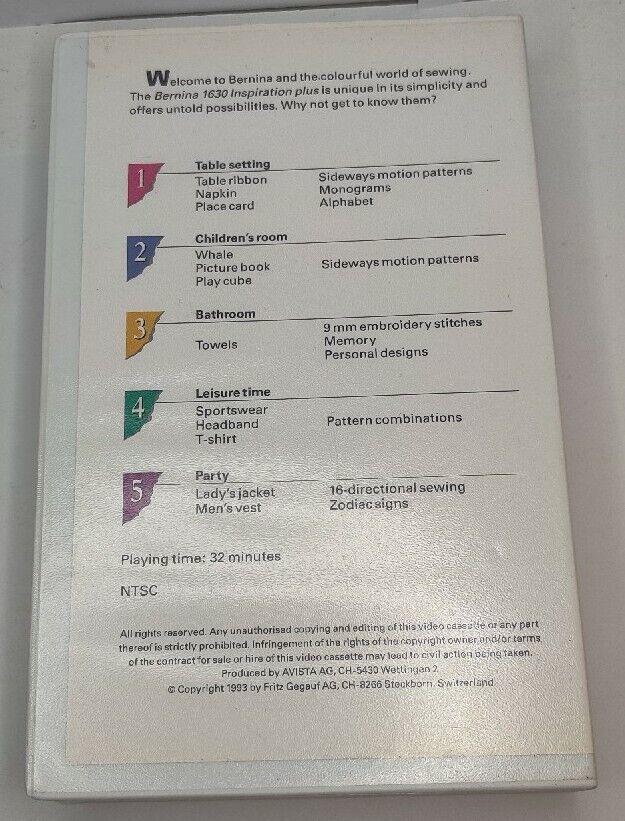 Welcome to Bernina and the colourful world of sewing.
The Bernina 1630 Inspiration plus is unique in its simplicity and
offers untold possibilities. Why not get to know them?
1
Table setting
Table ribbon
Napkin
Place card
Sideways motion patterns
Monograms
Alphabet
2
Children's room
Whale
Picture book
Play cube
Sideways motion patterns
3
Bathroom
Towels
9 mm embroidery stitches
Memory
Personal designs
4
Leisure time
Sportswear
Headband
T-shirt
Pattern combinations
5
Party
Lady's jacket
Men's vest
16-directional sewing
Zodiac signs
Playing time: 32 minutes
NTSC
All rights reserved. Any unauthorised copying and editing of this video cassette or any part
thereof is strictly prohibited. Infringement of the rights of the copyright owner and/or terms
of the contract for sale or hire of this video cassette may lead to civil action being taken.
Produced by AVISTA AG, CH-5430 Wettingen 2
© Copyright 1993 by Fritz Gegauf AG, CH-8266 Steckborn, Switzerland